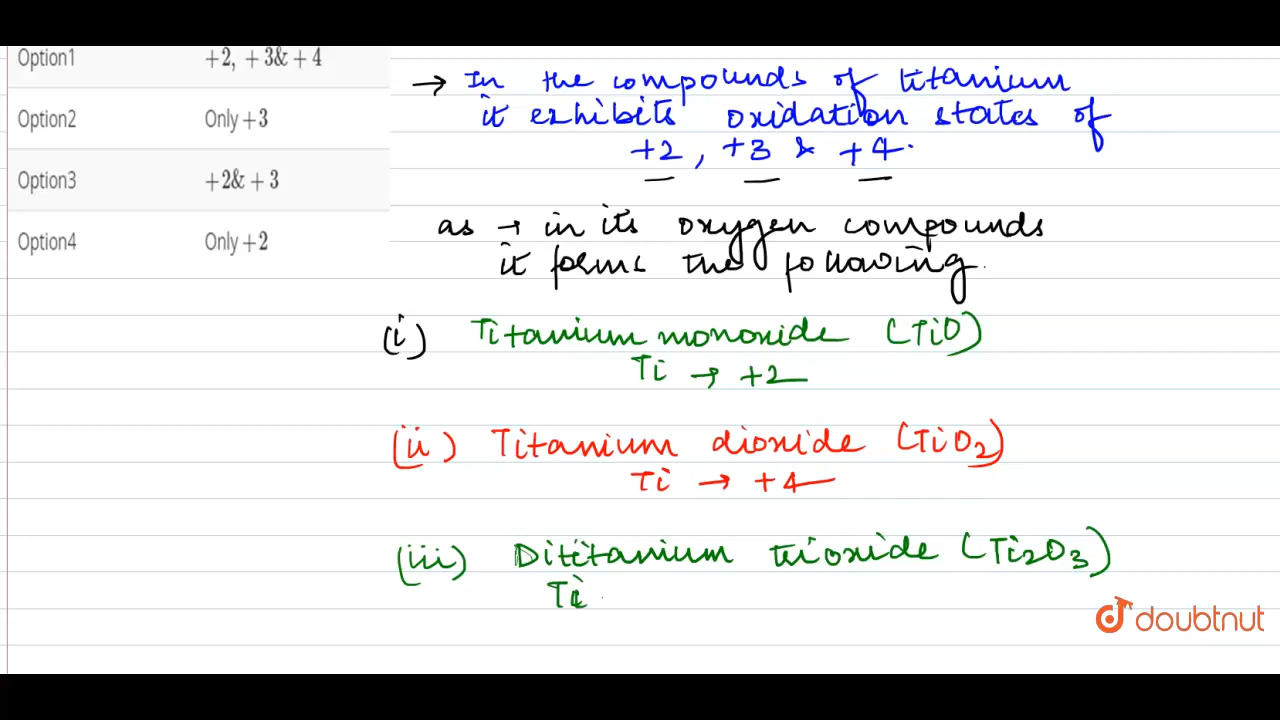 Option1 +2, +3& +4
Option2 Only +3
Option3 +2& +3
Option4 Only +2
→ In the compounds of titanium
it exhibits oxidation states of
+2, +3 & +4.
as → in its oxygen compounds
it forms the following.
(i) Titanium monoxide (TiO)
Ti → +2
(ii) Titanium dioxide (TiO2)
Ti → +4
(iii) Dititanium trioxide (Ti2O3)
Ti
doubtnut